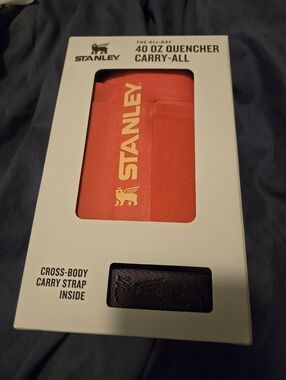 STANLEY
THE ALL-DAY
40 OZ QUENCHER
CARRY-ALL
STANLEY
CROSS-BODY
CARRY STRAP
INSIDE